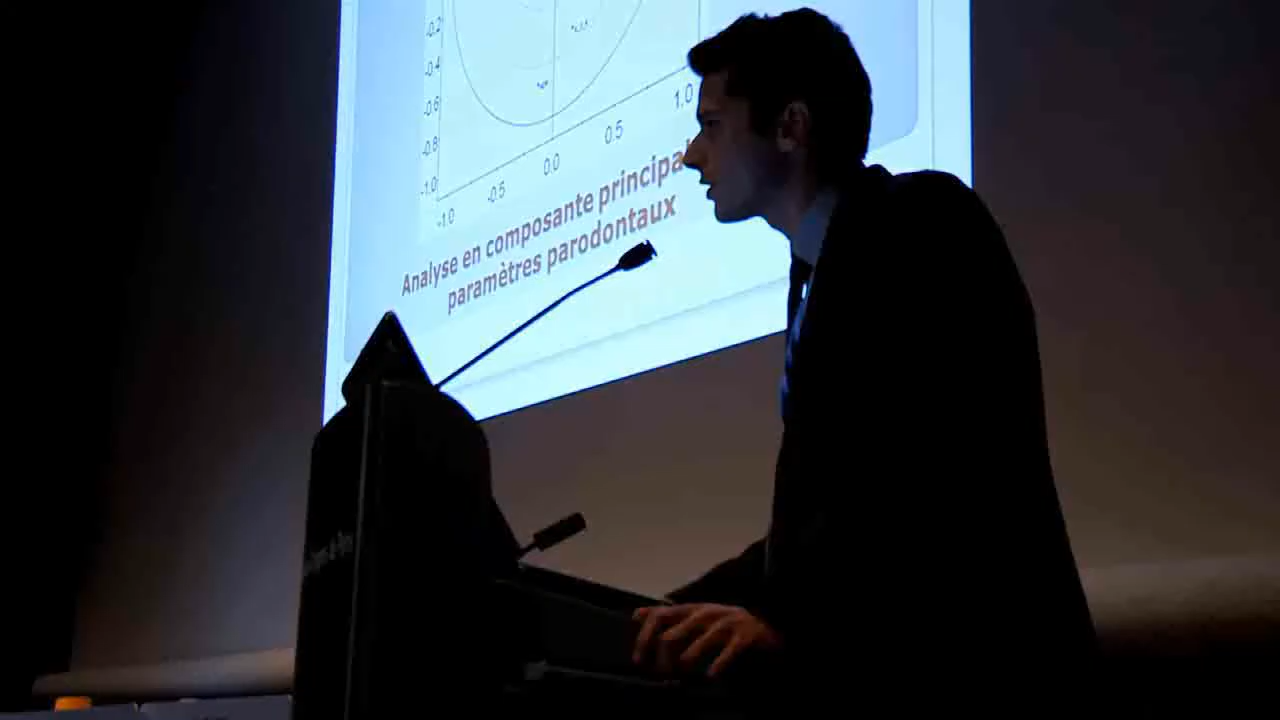 -0.2
-0.4
-0.6
-0.8
-1.0
-1.0 -0.5 0.0 0.5 1.0
Analyse en composante principal
paramètres parodontaux